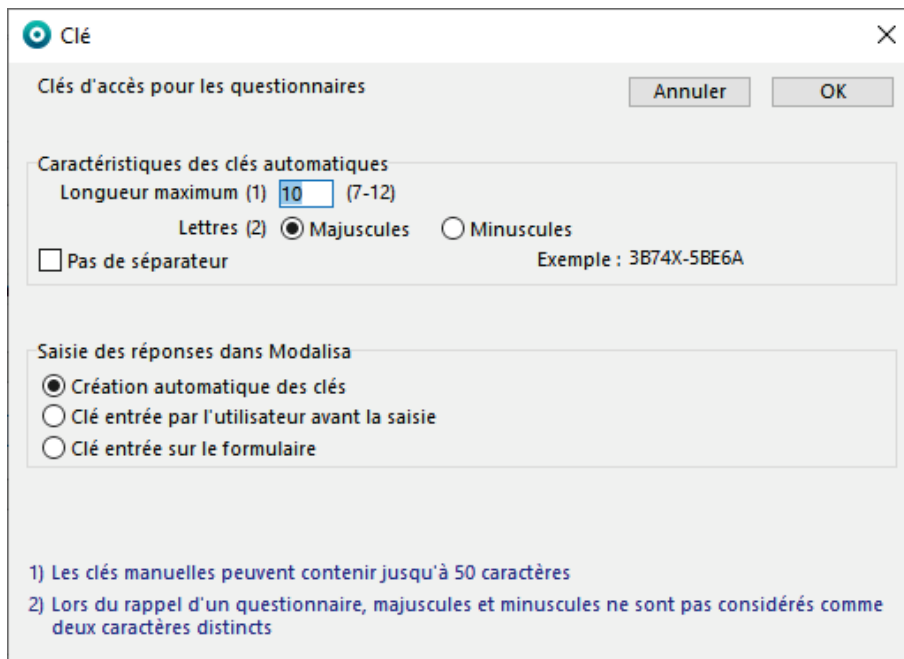 Clé
Clés d'accès pour les questionnaires
Annuler
OK
Caractéristiques des clés automatiques
Longueur maximum (1) 10 (7-12)
Lettres (2) Majuscules Minuscules
Pas de séparateur
Exemple : 3B74X-5BE6A
Saisie des réponses dans Modalisa
Création automatique des clés
Clé entrée par l'utilisateur avant la saisie
Clé entrée sur le formulaire
1) Les clés manuelles peuvent contenir jusqu'à 50 caractères
2) Lors du rappel d'un questionnaire, majuscules et minuscules ne sont pas considérés comme
deux caractères distincts